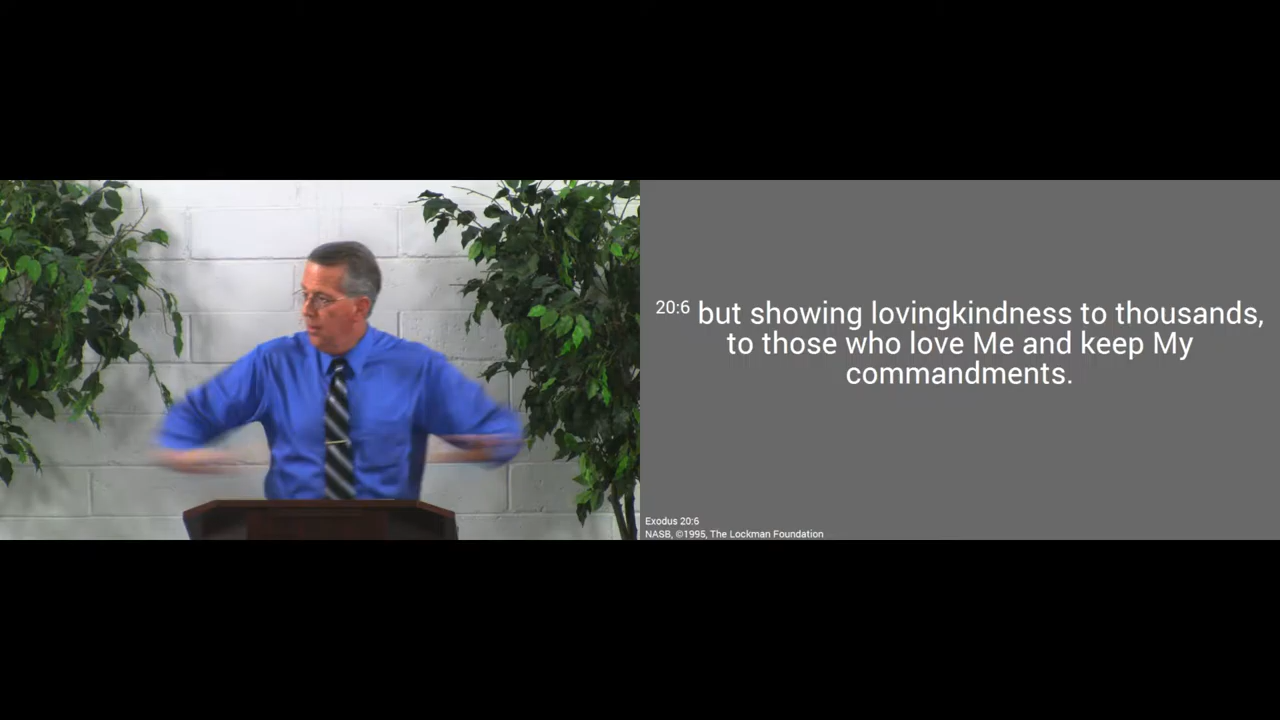 20:6 but showing lovingkindness to thousands,
to those who love Me and keep My
commandments.
Exodus 20:6
NASB, ©1995, The Lockman Foundation